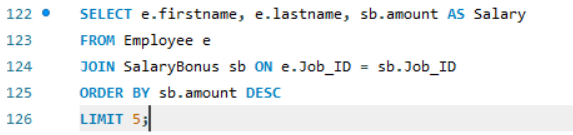 122 SELECT e.firstname, e.lastname, sb.amount AS Salary
123 FROM Employee e
124 JOIN SalaryBonus sb ON e.Job_ID = sb.Job_ID
125 ORDER BY sb.amount DESC
126 LIMIT 5;